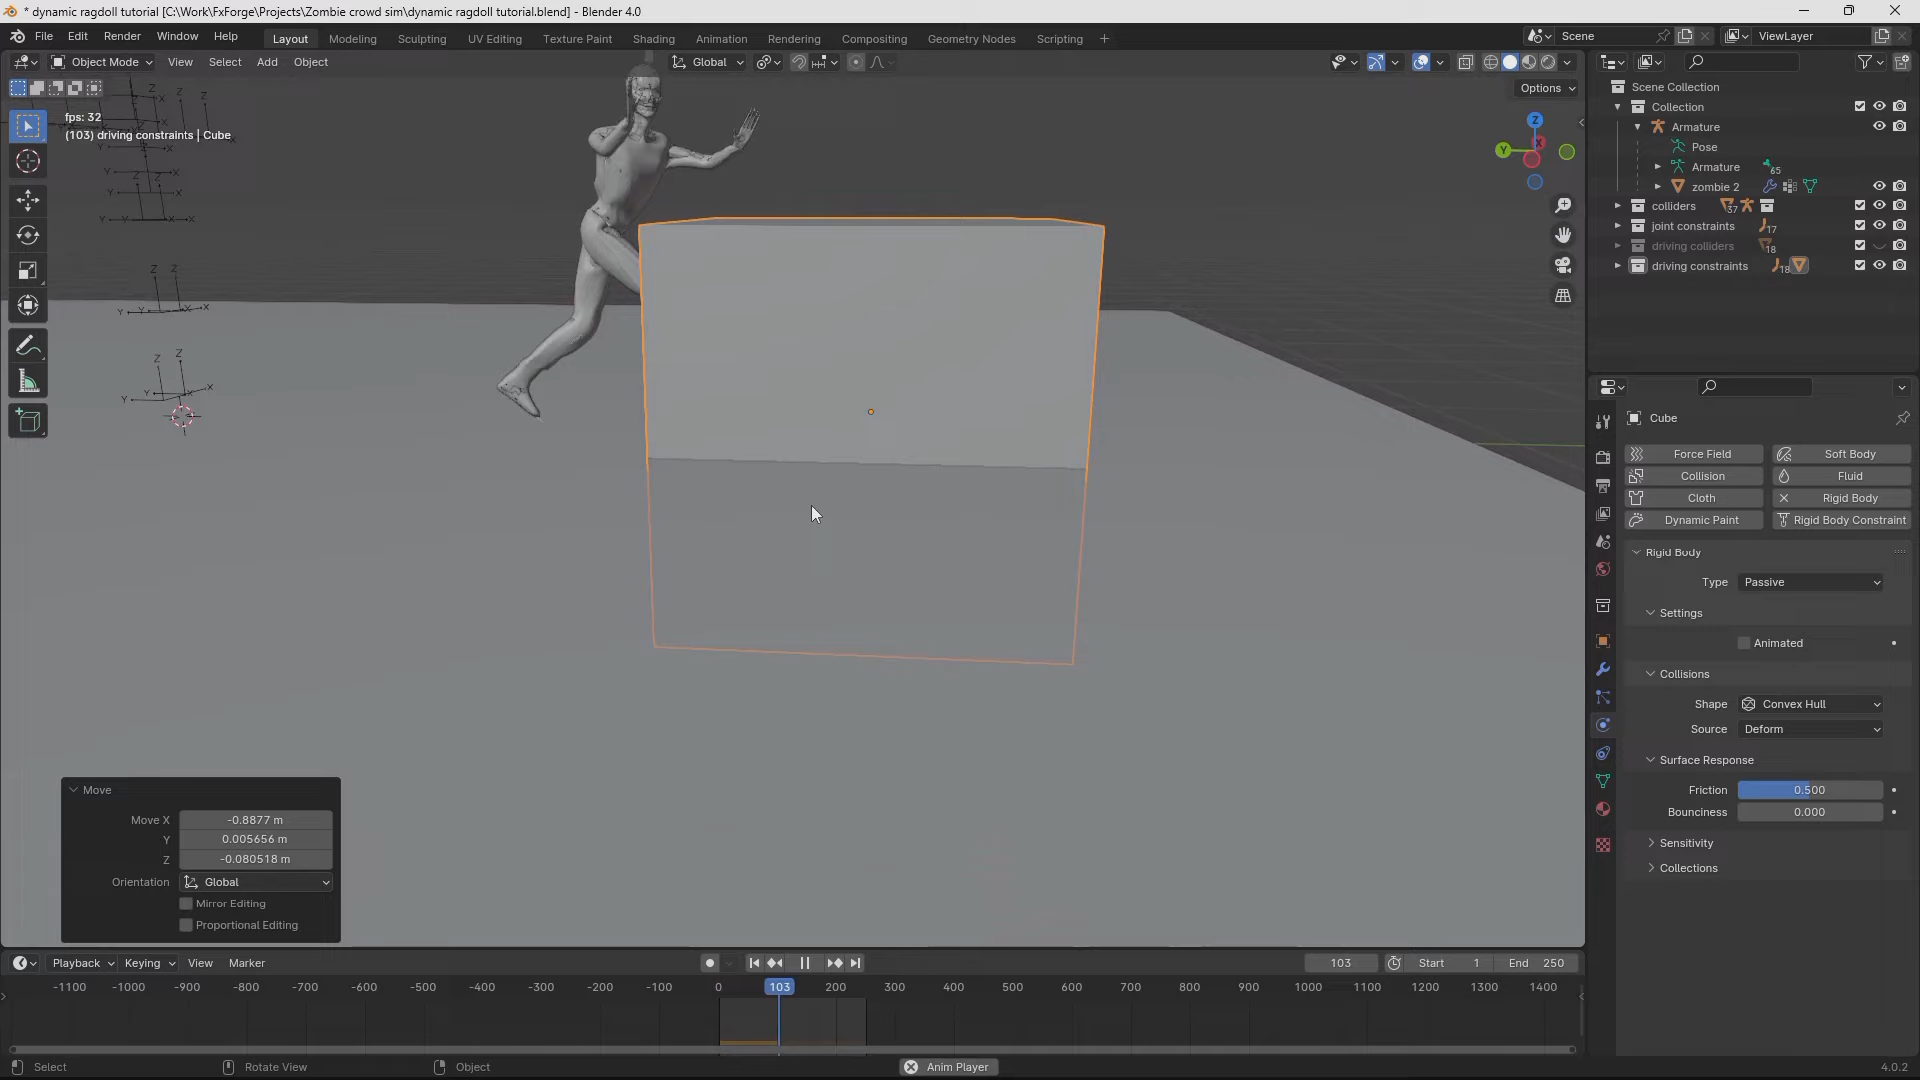 * dynamic ragdoll tutorial [C:\Work\FxForge\Projects\Zombie crowd sim\dynamic ragdoll tutorial.blend] - Blender 4.0
File Edit Render Window Help Layout Modeling Sculpting UV Editing Texture Paint Shading Animation Rendering Compositing Geometry Nodes Scripting + Scene ViewLayer
Object Mode View Select Add Object Global
Options
fps: 32
(103) driving constraints | Cube
Z
Y
X
Scene Collection
Collection
Armature
Pose
Armature 65
zombie 2
colliders 37
joint constraints 17
driving colliders 18
driving constraints 18
Cube
Force Field Soft Body
Collision Fluid
Cloth Rigid Body
Dynamic Paint Rigid Body Constraint
Rigid Body
Type Passive
Settings
Animated
Collisions
Shape Convex Hull
Source Deform
Surface Response
Friction 0.500
Bounciness 0.000
Sensitivity
Collections
Move
Move X -0.8877 m
Y 0.005656 m
Z -0.080518 m
Orientation Global
Mirror Editing
Proportional Editing
Playback Keying View Marker 103 Start 1 End 250
-1100 -1000 -900 -800 -700 -600 -500 -400 -300 -200 -100 0 103 200 300 400 500 600 700 800 900 1000 1100 1200 1300 1400
Select Rotate View Object Anim Player 4.0.2